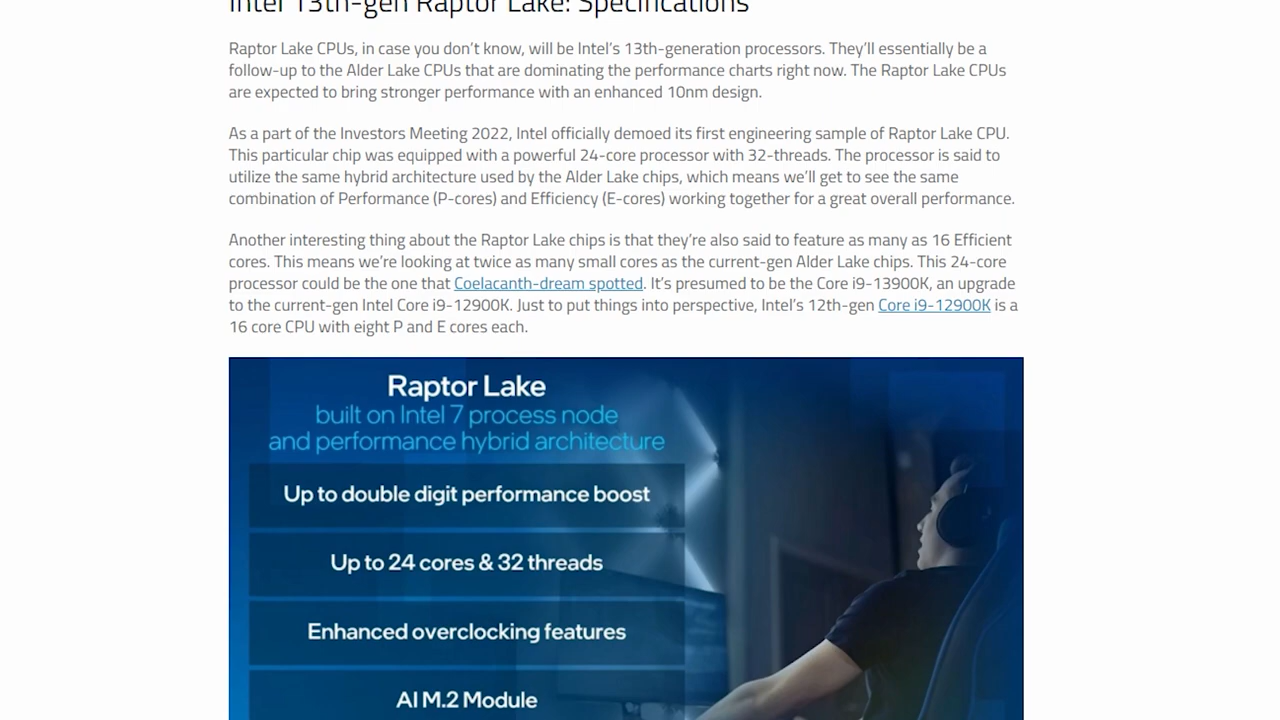 Intel 13th-gen Raptor Lake: Specifications
Raptor Lake CPUs, in case you don’t know, will be Intel’s 13th-generation processors. They’ll essentially be a
follow-up to the Alder Lake CPUs that are dominating the performance charts right now. The Raptor Lake CPUs
are expected to bring stronger performance with an enhanced 10nm design.
As a part of the Investors Meeting 2022, Intel officially demoed its first engineering sample of Raptor Lake CPU.
This particular chip was equipped with a powerful 24-core processor with 32-threads. The processor is said to
utilize the same hybrid architecture used by the Alder Lake chips, which means we’ll get to see the same
combination of Performance (P-cores) and Efficiency (E-cores) working together for a great overall performance.
Another interesting thing about the Raptor Lake chips is that they’re also said to feature as many as 16 Efficient
cores. This means we’re looking at twice as many small cores as the current-gen Alder Lake chips. This 24-core
processor could be the one that Coelacanth-dream spotted. It’s presumed to be the Core i9-13900K, an upgrade
to the current-gen Intel Core i9-12900K. Just to put things into perspective, Intel’s 12th-gen Core i9-12900K is a
16 core CPU with eight P and E cores each.
Raptor Lake
built on Intel 7 process node
and performance hybrid architecture
Up to double digit performance boost
Up to 24 cores & 32 threads
Enhanced overclocking features
AI M.2 Module